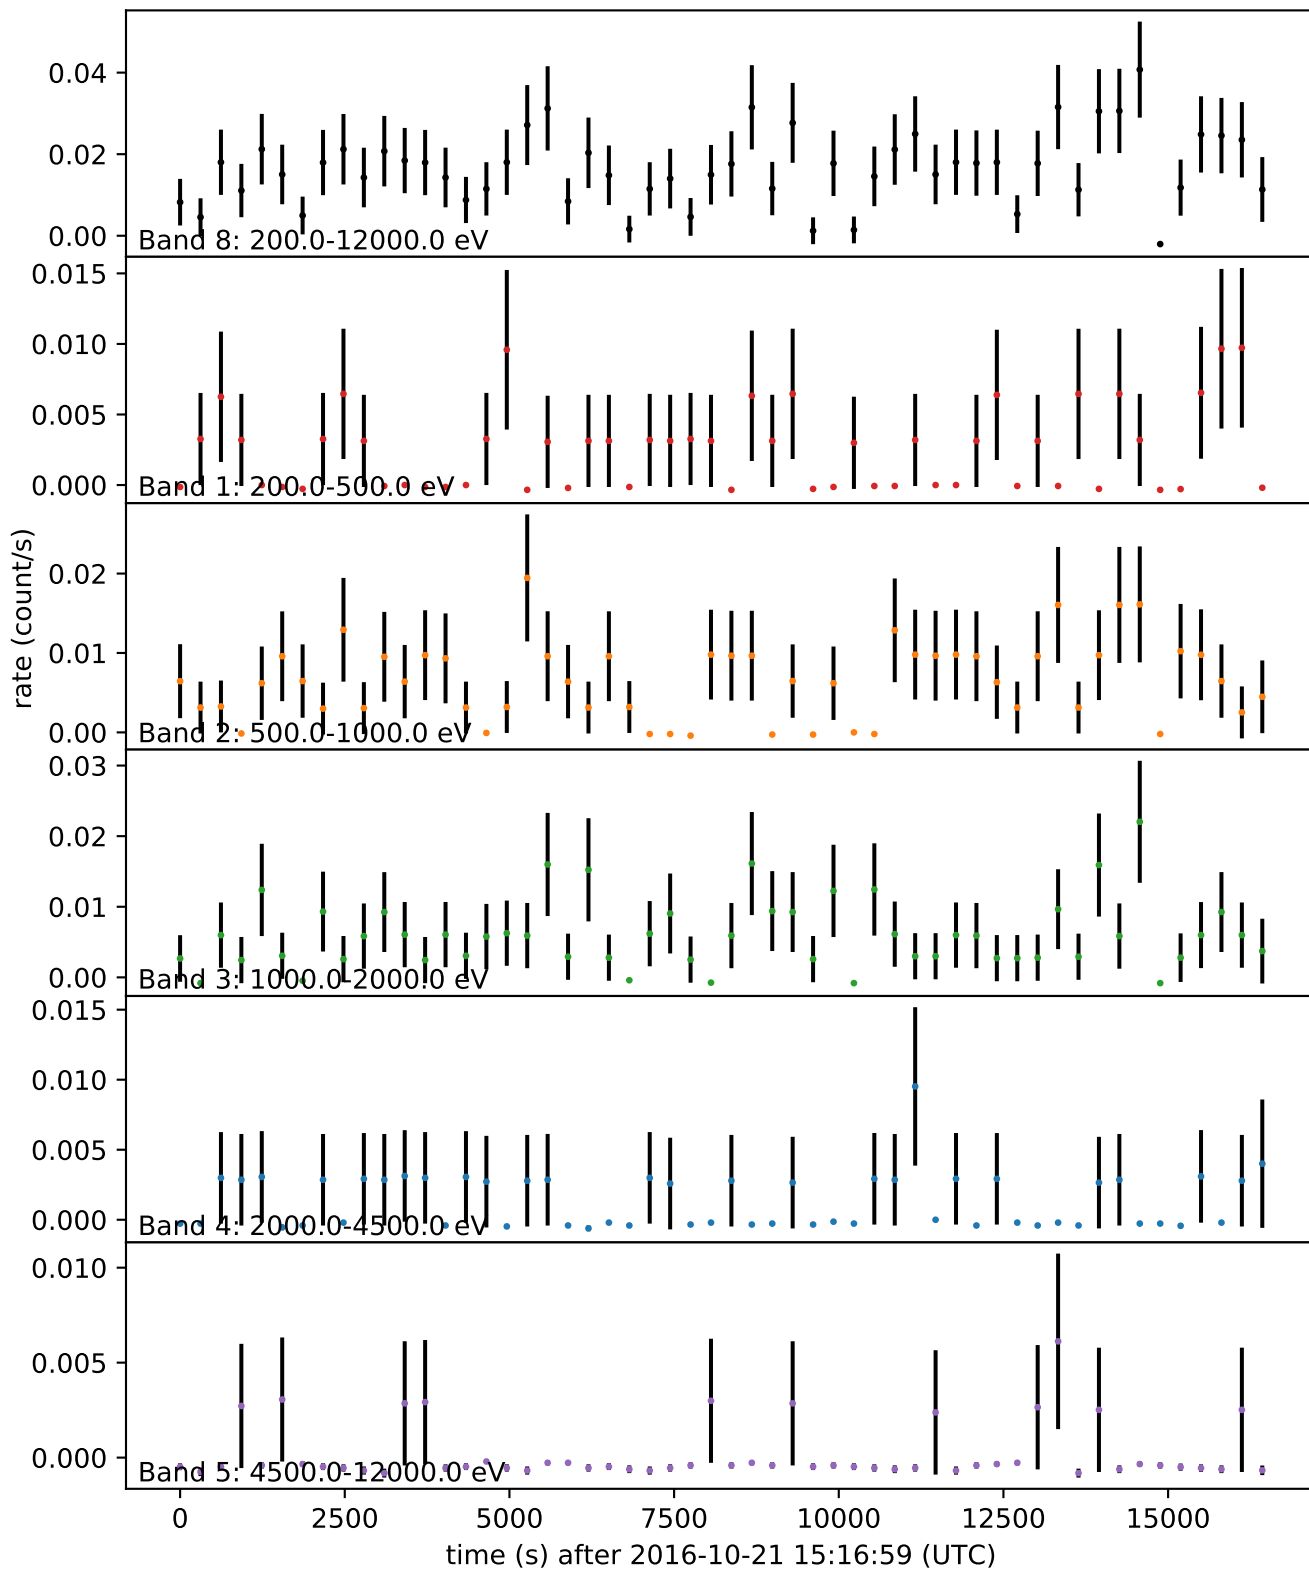 0.04
0.02
0.00
Band 8: 200.0-12000.0 eV
0.015
0.010
0.005
0.000
Band 1: 200.0-500.0 eV
0.02
0.01
0.00
Band 2: 500.0-1000.0 eV
rate (count/s)
0.03
0.02
0.01
0.00
Band 3: 1000.0-2000.0 eV
0.015
0.010
0.005
0.000
Band 4: 2000.0-4500.0 eV
0.010
0.005
0.000
Band 5: 4500.0-12000.0 eV
0 2500 5000 7500 10000 12500 15000
time (s) after 2016-10-21 15:16:59 (UTC)